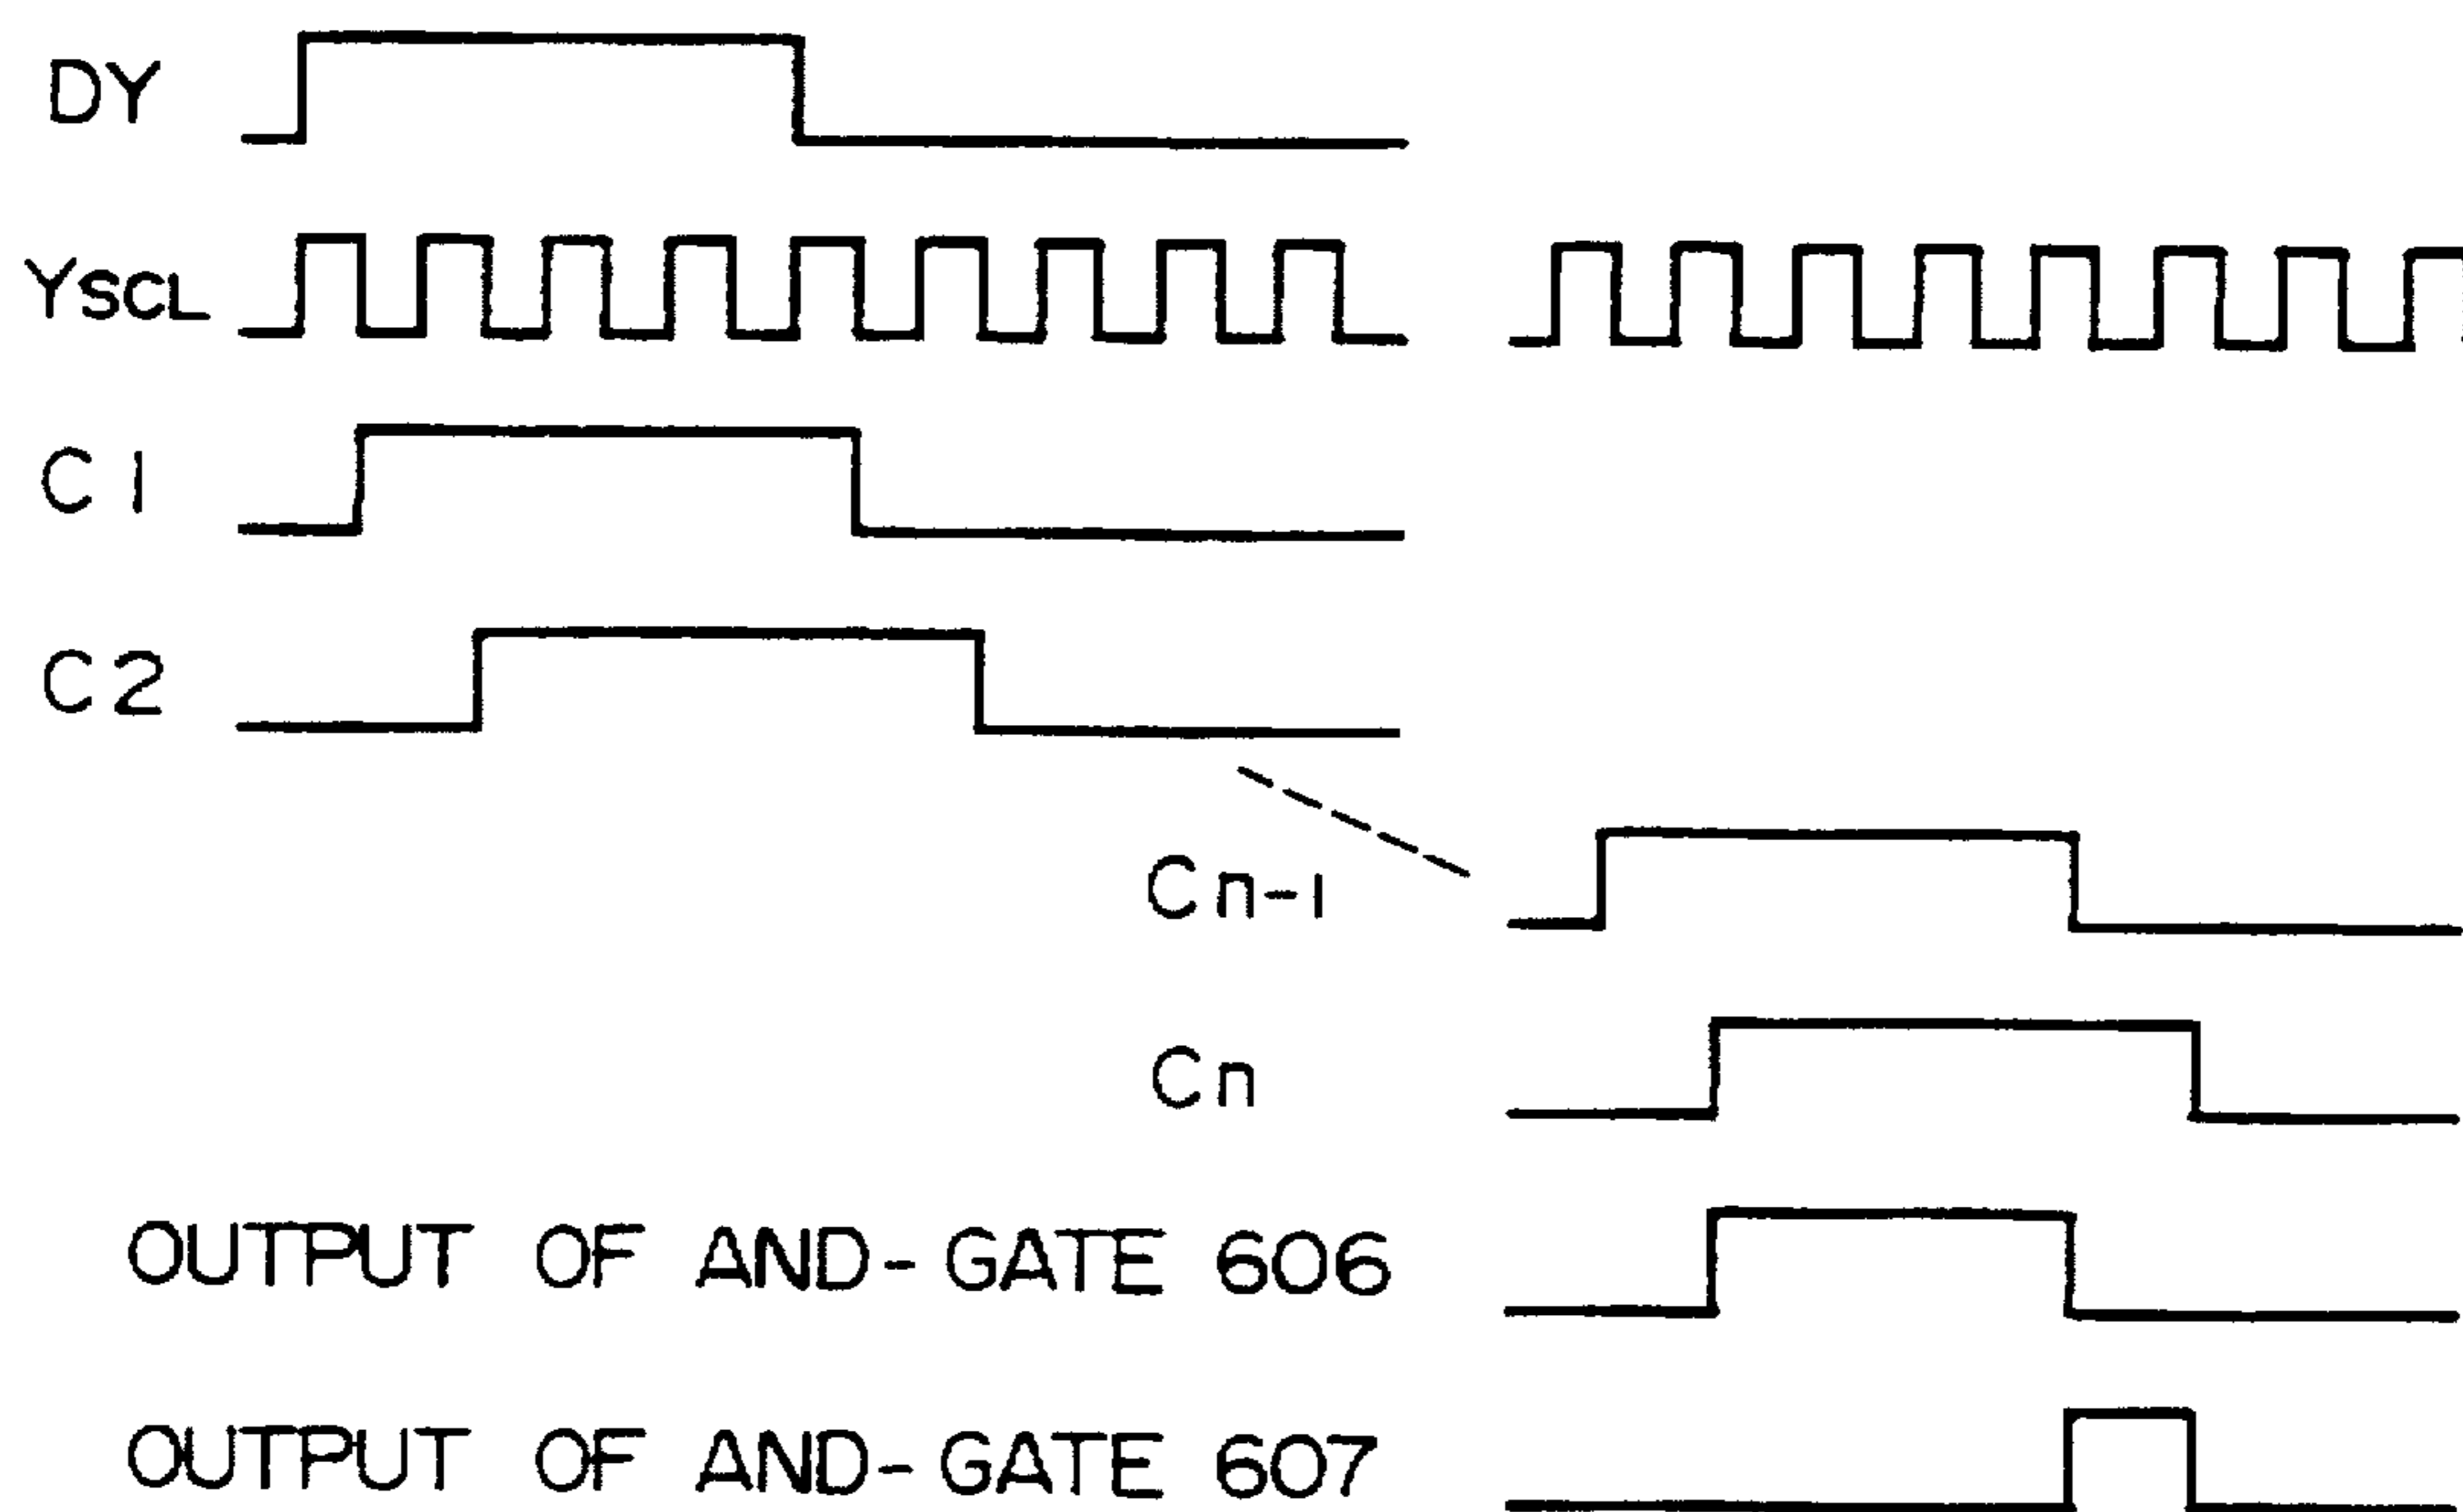 DY
YSCL
C1
C2
Cn-1
Cn
OUTPUT OF AND-GATE 606
OUTPUT OF AND-GATE 607